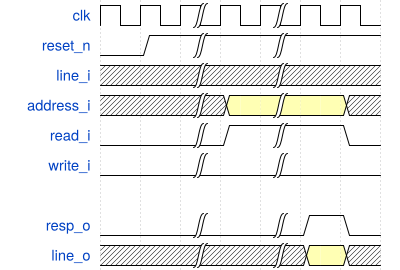 clk
reset_n
line_i
address_i
read_i
write_i
resp_o
line_o